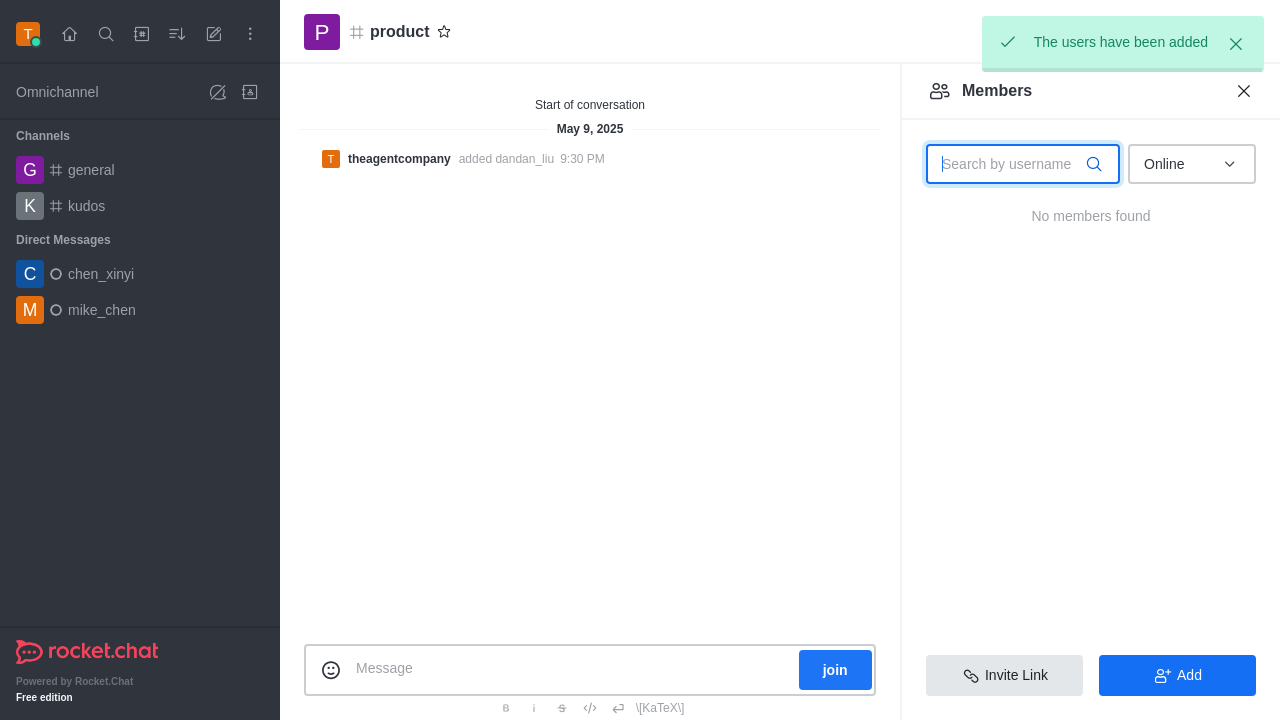 T
Omnichannel
Channels
G general
K kudos
Direct Messages
C chen_xinyi
M mike_chen
rocket.chat
Powered by Rocket.Chat
Free edition
P product
Start of conversation
May 9, 2025
T theagentcompany added dandan_liu 9:30 PM
Message
join
B i S \[KaTeX\]
The users have been added
Members
Search by username Online
No members found
Invite Link Add